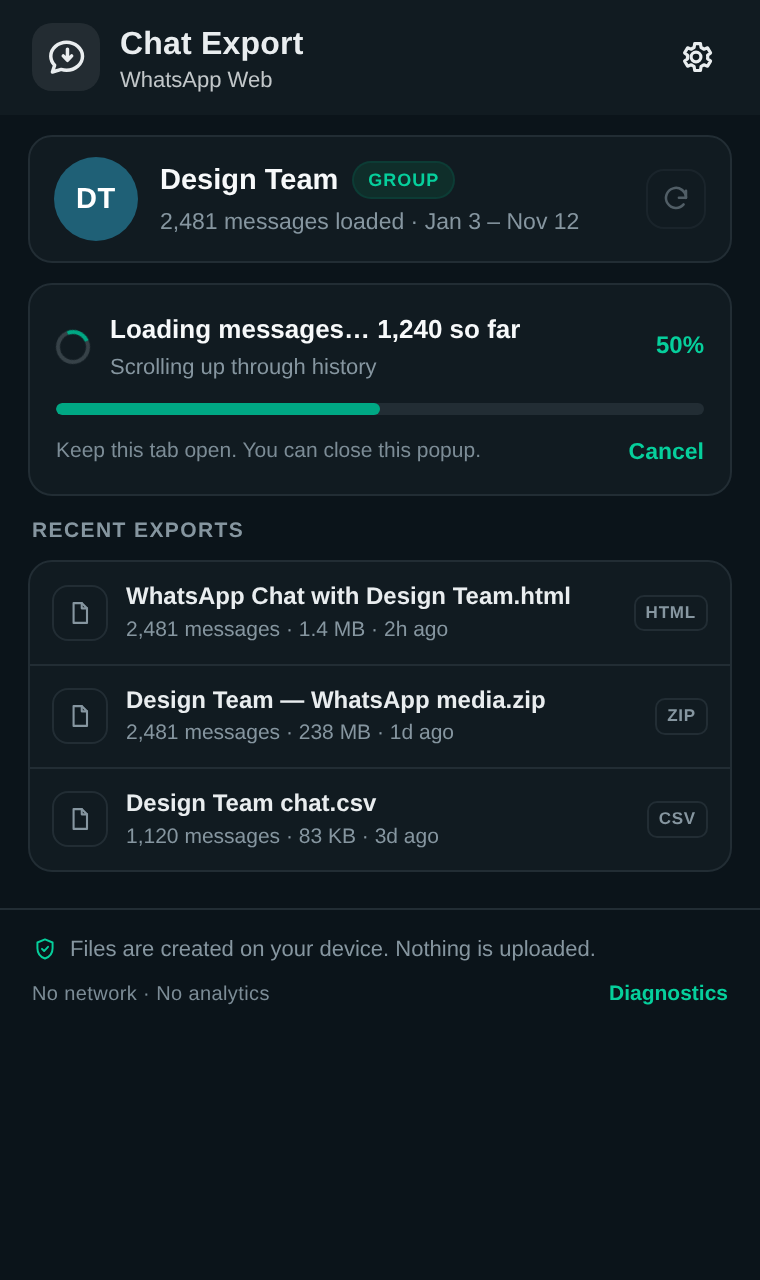 Chat Export
WhatsApp Web
DT
Design Team GROUP
2,481 messages loaded · Jan 3 – Nov 12
Loading messages… 1,240 so far
Scrolling up through history
50%
Keep this tab open. You can close this popup.
Cancel
RECENT EXPORTS
WhatsApp Chat with Design Team.html
2,481 messages · 1.4 MB · 2h ago
HTML
Design Team — WhatsApp media.zip
2,481 messages · 238 MB · 1d ago
ZIP
Design Team chat.csv
1,120 messages · 83 KB · 3d ago
CSV
Files are created on your device. Nothing is uploaded.
No network · No analytics
Diagnostics